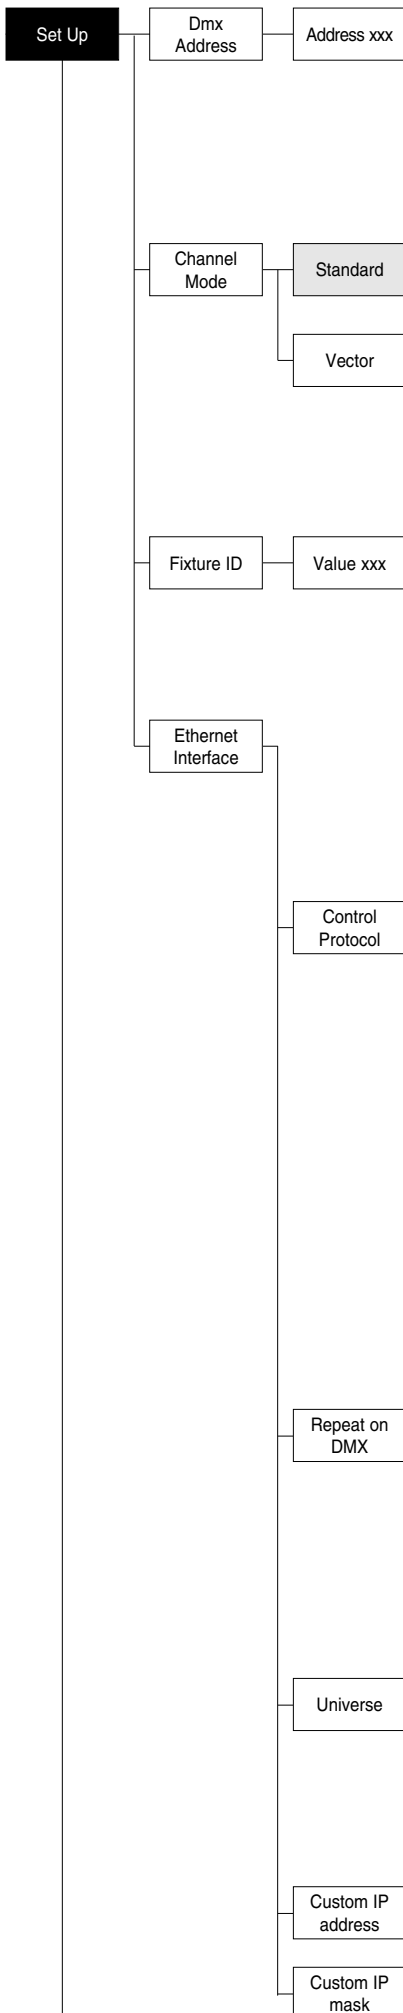 Set Up
Dmx
Address
Address xxx
Channel
Mode
Standard
Vector
Fixture ID
Value xxx
Ethernet
Interface
Control
Protocol
Repeat on
DMX
Universe
Custom IP
address
Custom IP
mask